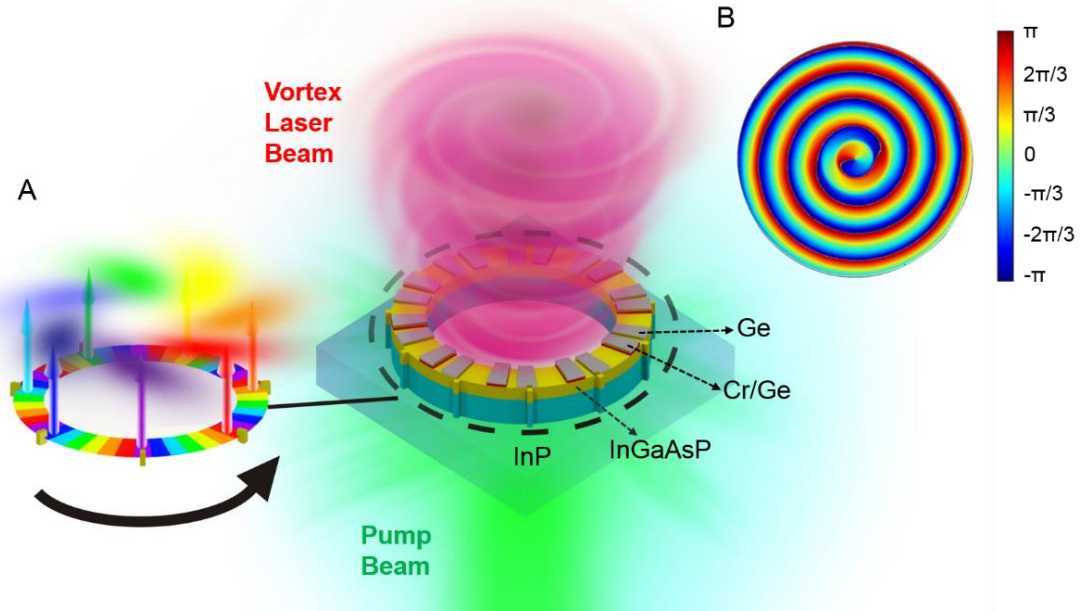 A
Vortex
Laser
Beam
Ge
Cr/Ge
InGaAsP
InP
Pump
Beam
B
π
2π/3
π/3
0
-π/3
-2π/3
-π